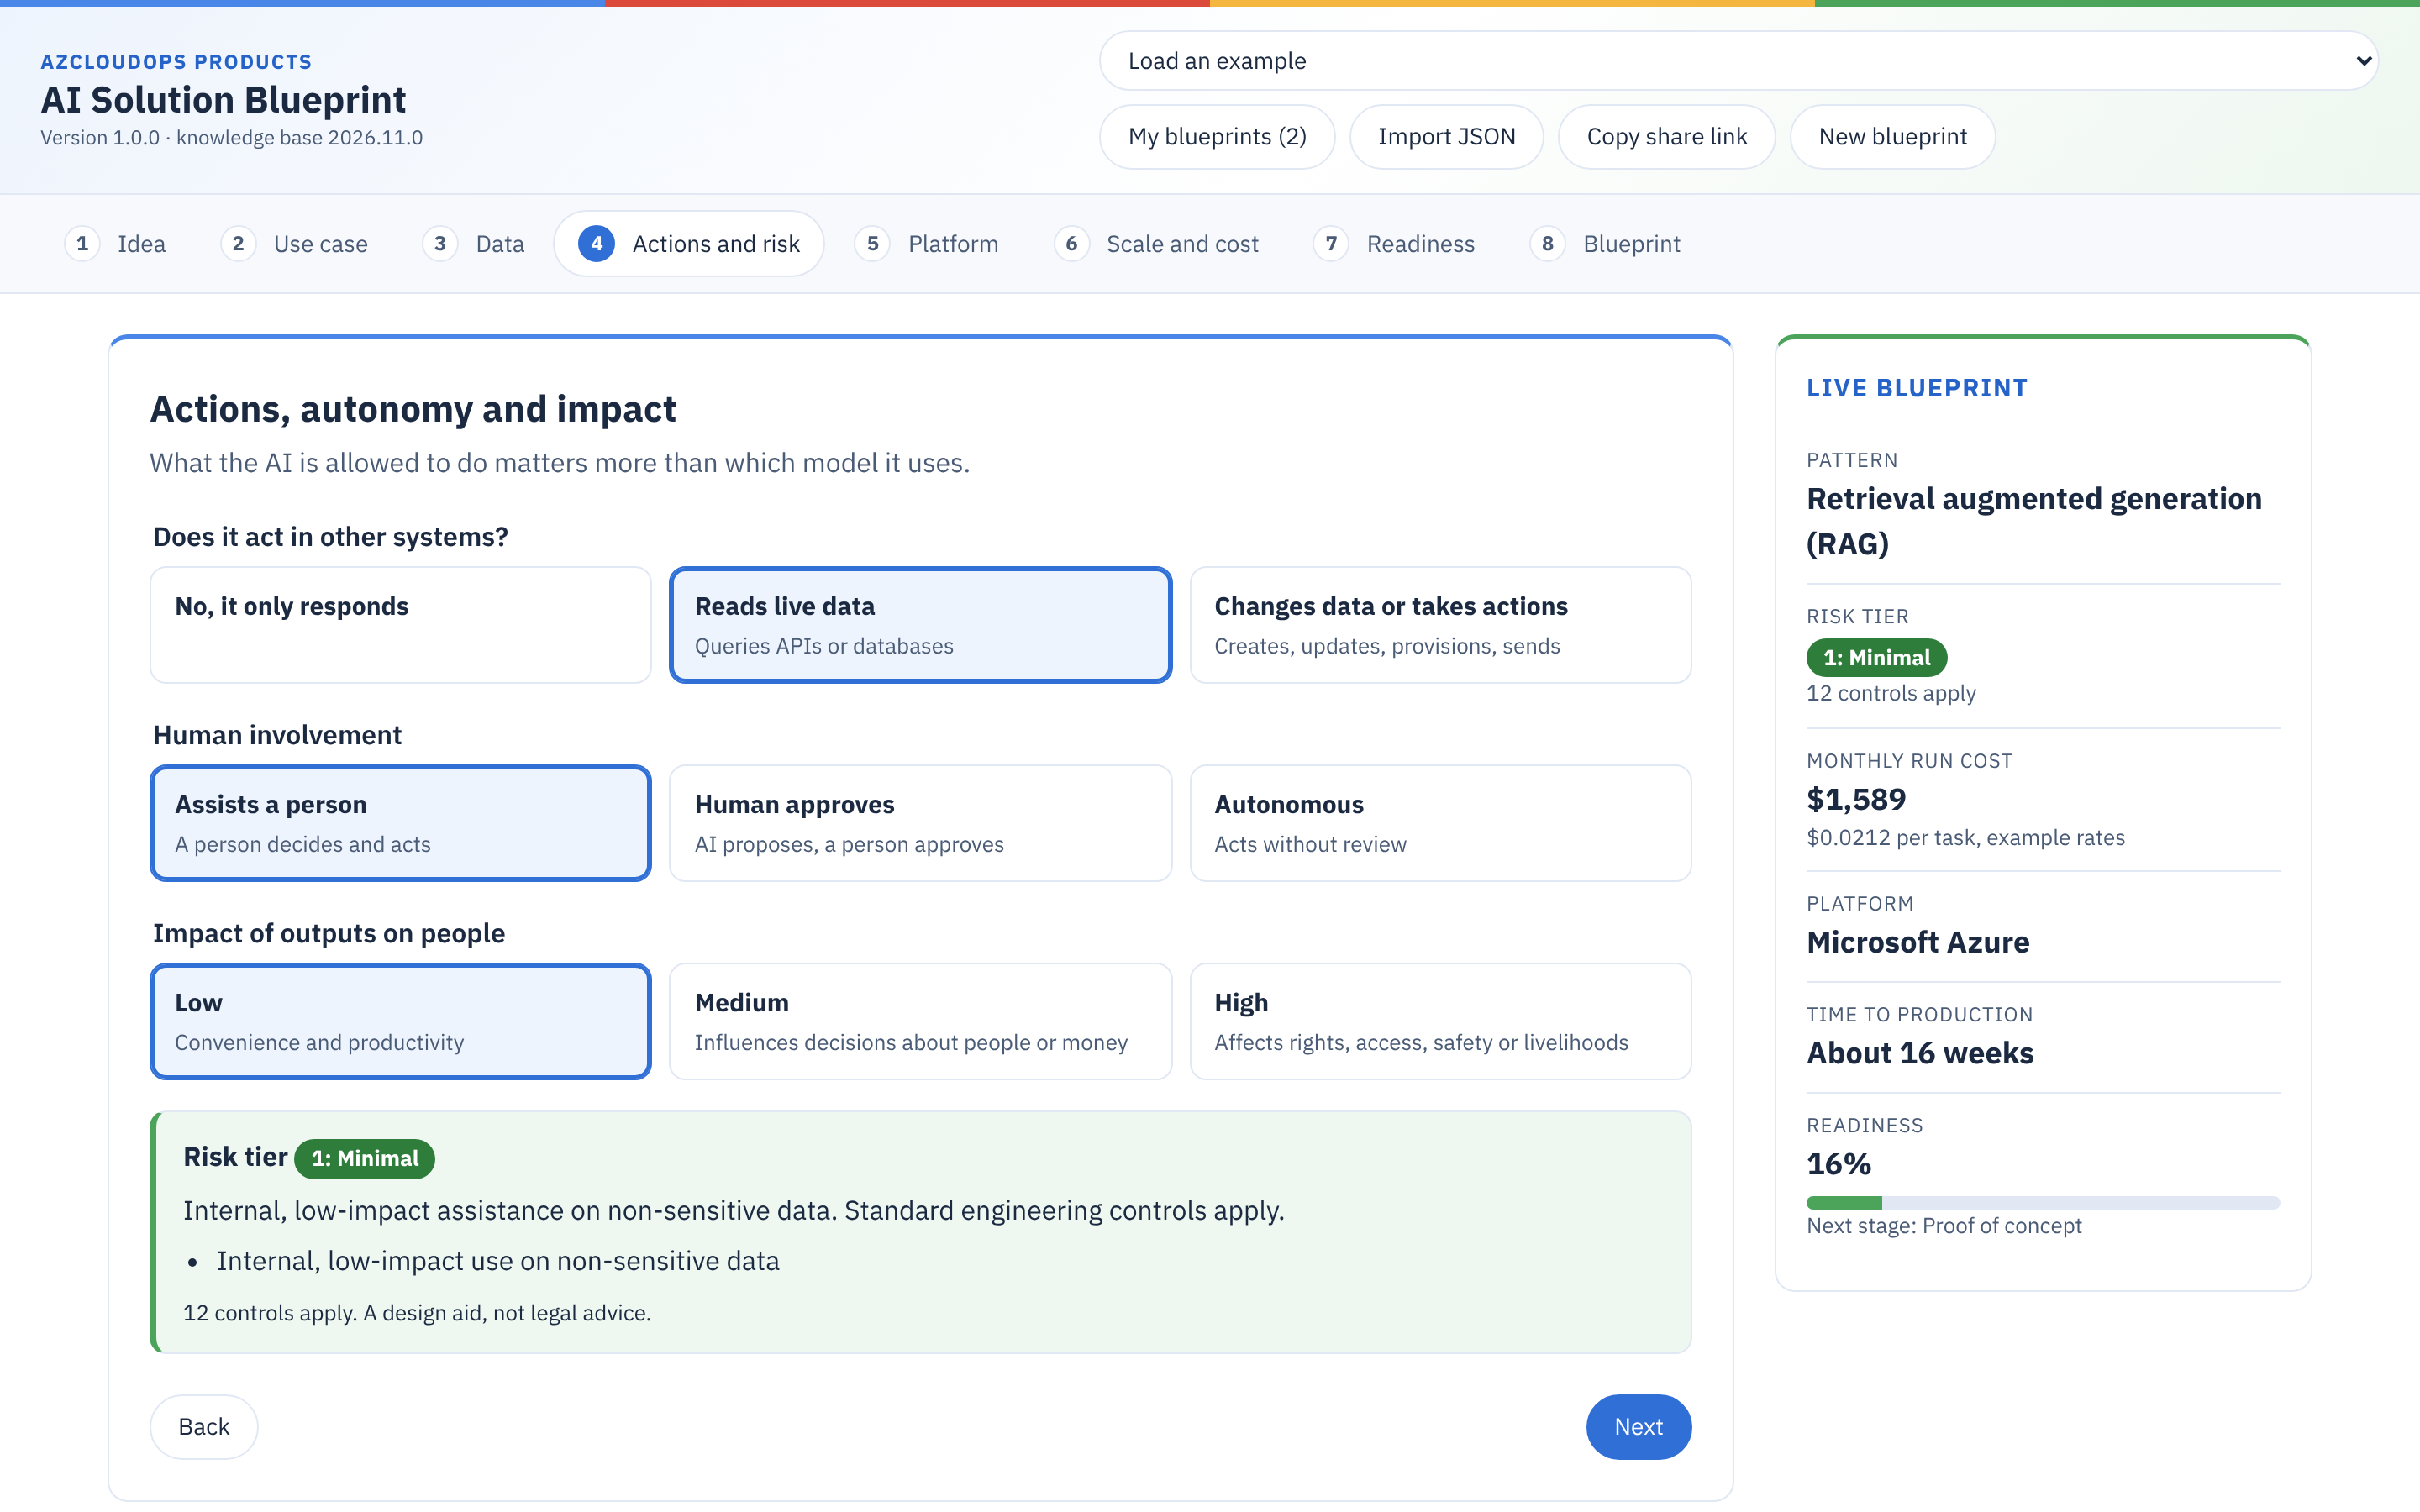 AZCLOUDOPS PRODUCTS
AI Solution Blueprint
Version 1.0.0 · knowledge base 2026.11.0
Load an example
My blueprints (2)
Import JSON
Copy share link
New blueprint
1 Idea
2 Use case
3 Data
4 Actions and risk
5 Platform
6 Scale and cost
7 Readiness
8 Blueprint
Actions, autonomy and impact
What the AI is allowed to do matters more than which model it uses.
Does it act in other systems?
No, it only responds
Reads live data
Queries APIs or databases
Changes data or takes actions
Creates, updates, provisions, sends
Human involvement
Assists a person
A person decides and acts
Human approves
AI proposes, a person approves
Autonomous
Acts without review
Impact of outputs on people
Low
Convenience and productivity
Medium
Influences decisions about people or money
High
Affects rights, access, safety or livelihoods
Risk tier 1: Minimal
Internal, low-impact assistance on non-sensitive data. Standard engineering controls apply.
• Internal, low-impact use on non-sensitive data
12 controls apply. A design aid, not legal advice.
Back
Next
LIVE BLUEPRINT
PATTERN
Retrieval augmented generation
(RAG)
RISK TIER
1: Minimal
12 controls apply
MONTHLY RUN COST
$1,589
$0.0212 per task, example rates
PLATFORM
Microsoft Azure
TIME TO PRODUCTION
About 16 weeks
READINESS
16%
Next stage: Proof of concept